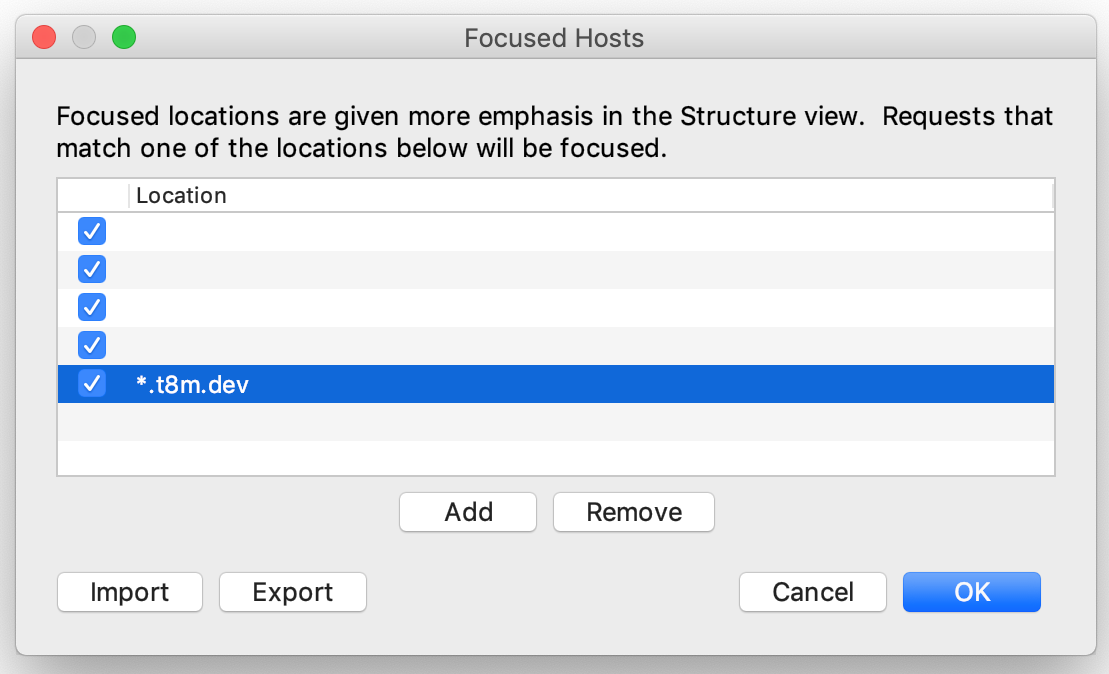 Focused Hosts
Focused locations are given more emphasis in the Structure view.  Requests that
match one of the locations below will be focused.
Location
*.t8m.dev
Add
Remove
Import
Export
Cancel
OK